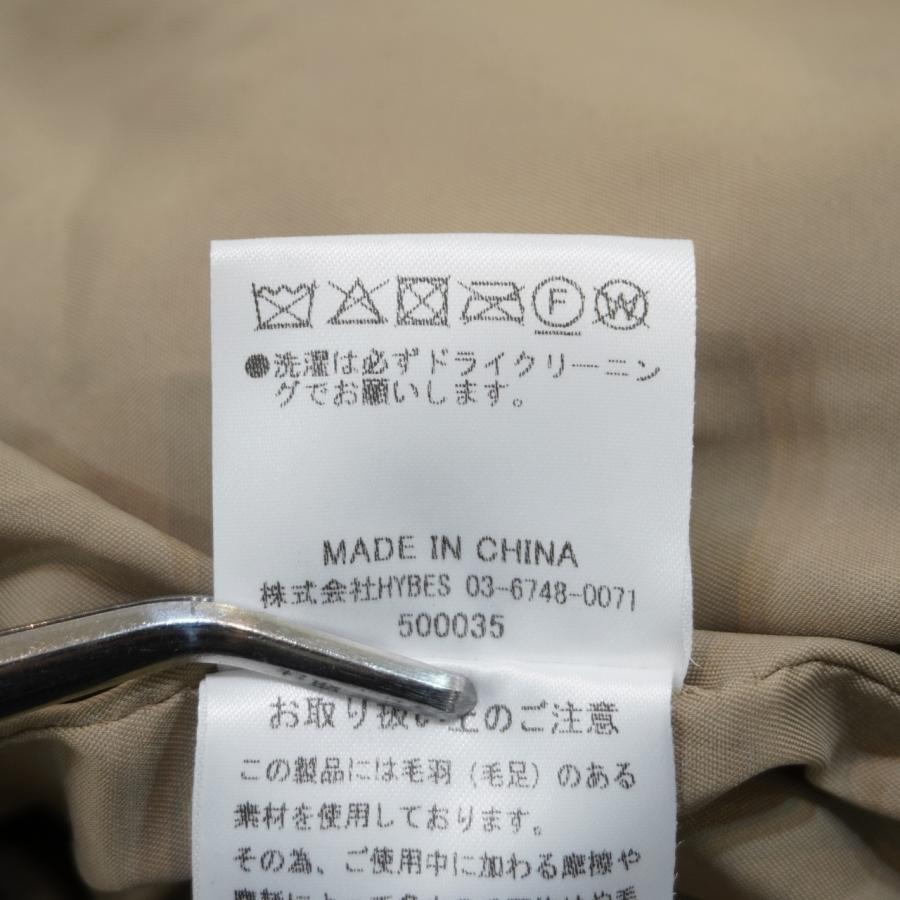 F W
●洗濯は必ずドライクリーニン
グでお願いします。
MADE IN CHINA
株式会社HYBES 03-6748-0071
500035
お取り扱い上のご注意
この製品には毛羽（毛足）のある
素材を使用しております。
その為、ご使用中に加わる摩擦や